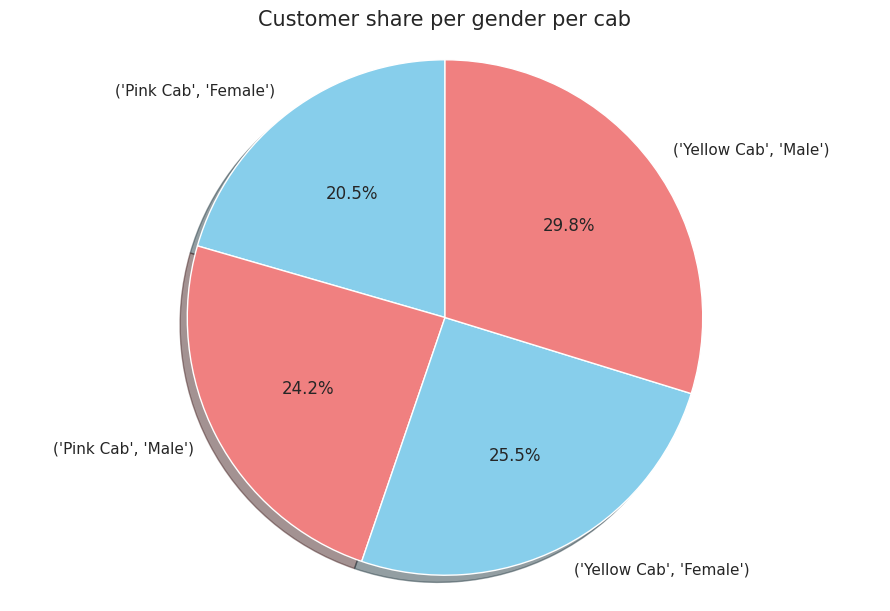 Customer share per gender per cab
('Pink Cab', 'Female')
('Yellow Cab', 'Male')
20.5%
29.8%
24.2%
('Pink Cab', 'Male')
25.5%
('Yellow Cab', 'Female')